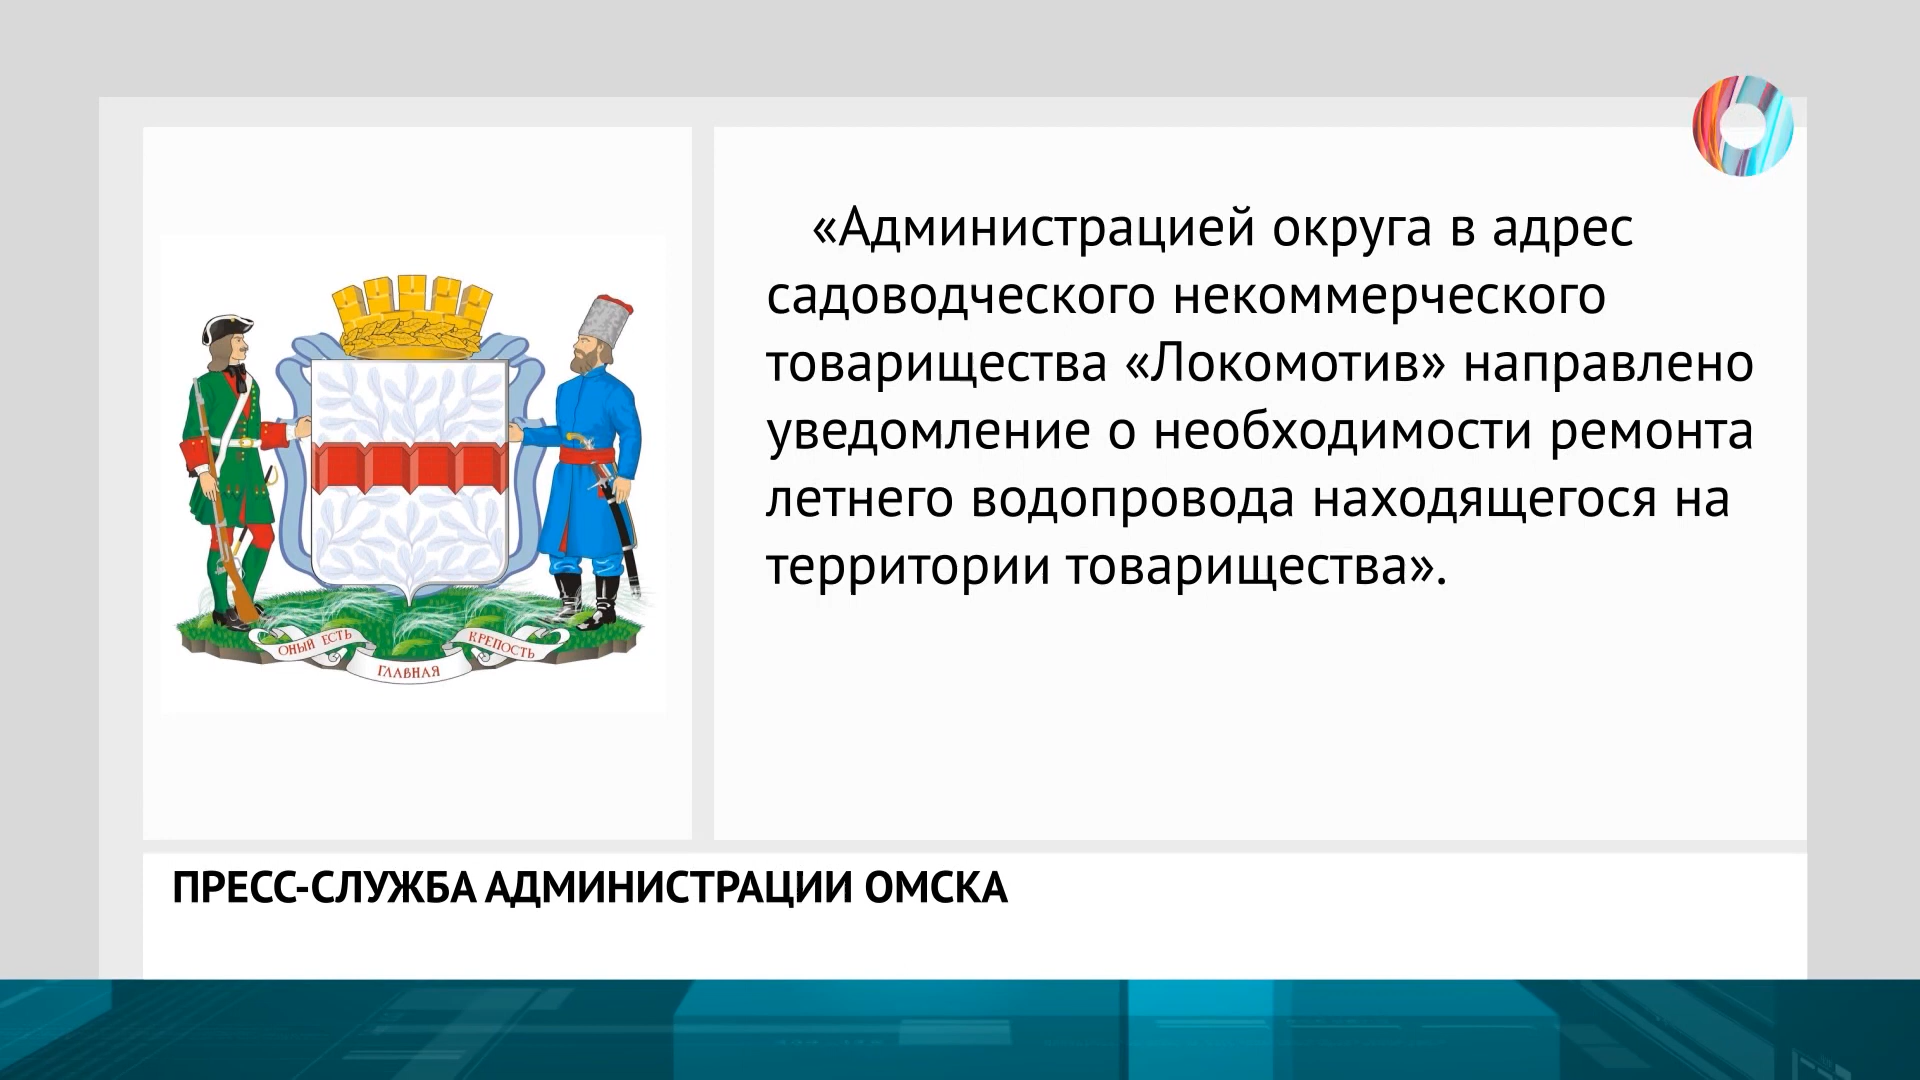 «Администрацией округа в адрес
садоводческого некоммерческого
товарищества «Локомотив» направлено
уведомление о необходимости ремонта
летнего водопровода находящегося на
территории товарищества».
ОНЫЙ ЕСТЬ
ГЛАВНАЯ
КРЕПОСТЬ
ПРЕСС-СЛУЖБА АДМИНИСТРАЦИИ ОМСКА